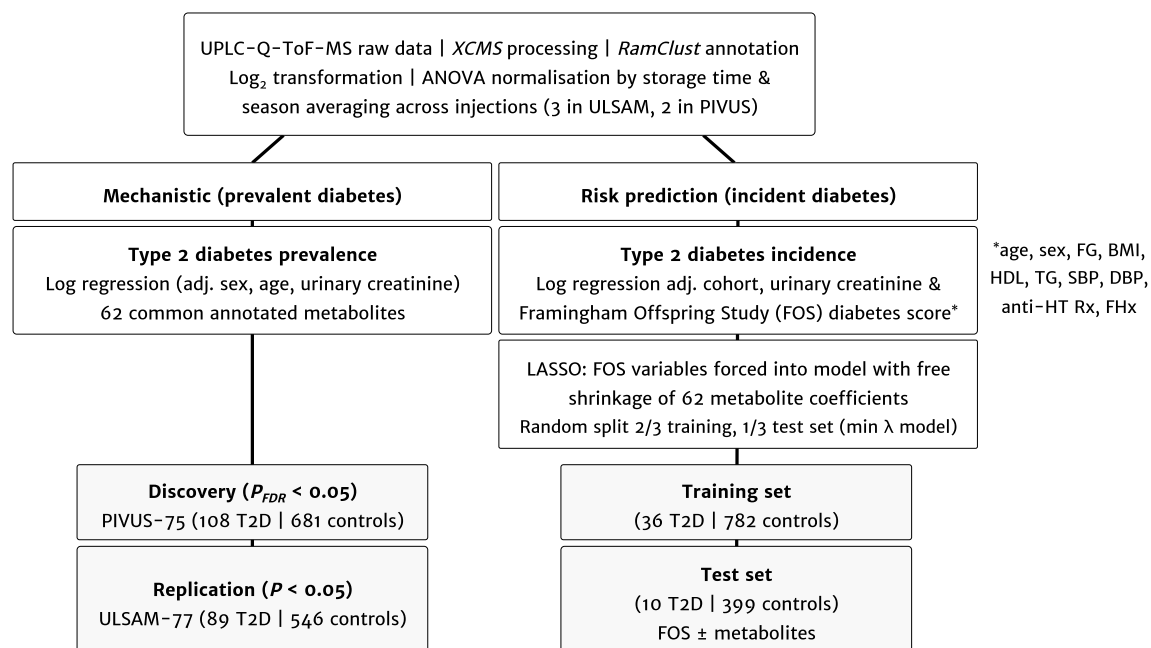 UPLC-Q-ToF-MS raw data | XCMS processing | RamClust annotation
Log₂ transformation | ANOVA normalisation by storage time &
season averaging across injections (3 in ULSAM, 2 in PIVUS)
Mechanistic (prevalent diabetes)
Type 2 diabetes prevalence
Log regression (adj. sex, age, urinary creatinine)
62 common annotated metabolites
Discovery (P_FDR < 0.05)
PIVUS-75 (108 T2D | 681 controls)
Replication (P < 0.05)
ULSAM-77 (89 T2D | 546 controls)
Risk prediction (incident diabetes)
Type 2 diabetes incidence
Log regression adj. cohort, urinary creatinine &
Framingham Offspring Study (FOS) diabetes score*
*age, sex, FG, BMI,
HDL, TG, SBP, DBP,
anti-HT Rx, FHx
LASSO: FOS variables forced into model with free
shrinkage of 62 metabolite coefficients
Random split 2/3 training, 1/3 test set (min λ model)
Training set
(36 T2D | 782 controls)
Test set
(10 T2D | 399 controls)
FOS ± metabolites